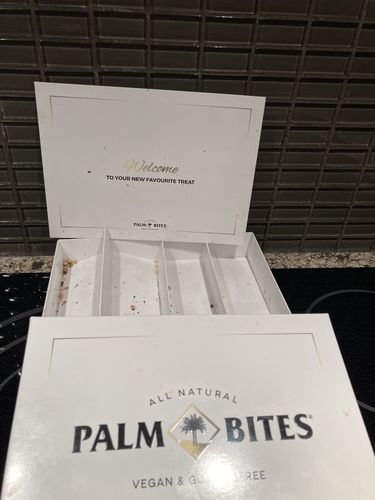 Welcome
TO YOUR NEW FAVOURITE TREAT
PALM BITES
ALL NATURAL
PALM BITES®
VEGAN & FREE